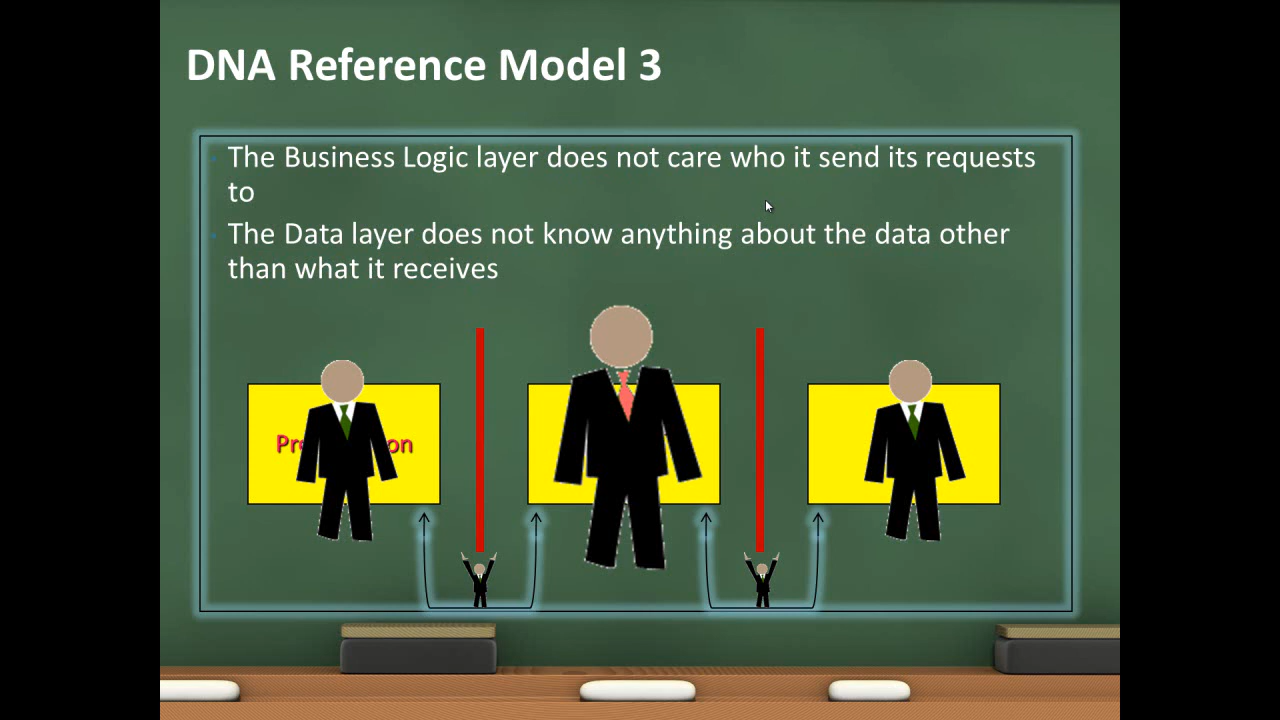 DNA Reference Model 3
The Business Logic layer does not care who it send its requests
to
The Data layer does not know anything about the data other
than what it receives